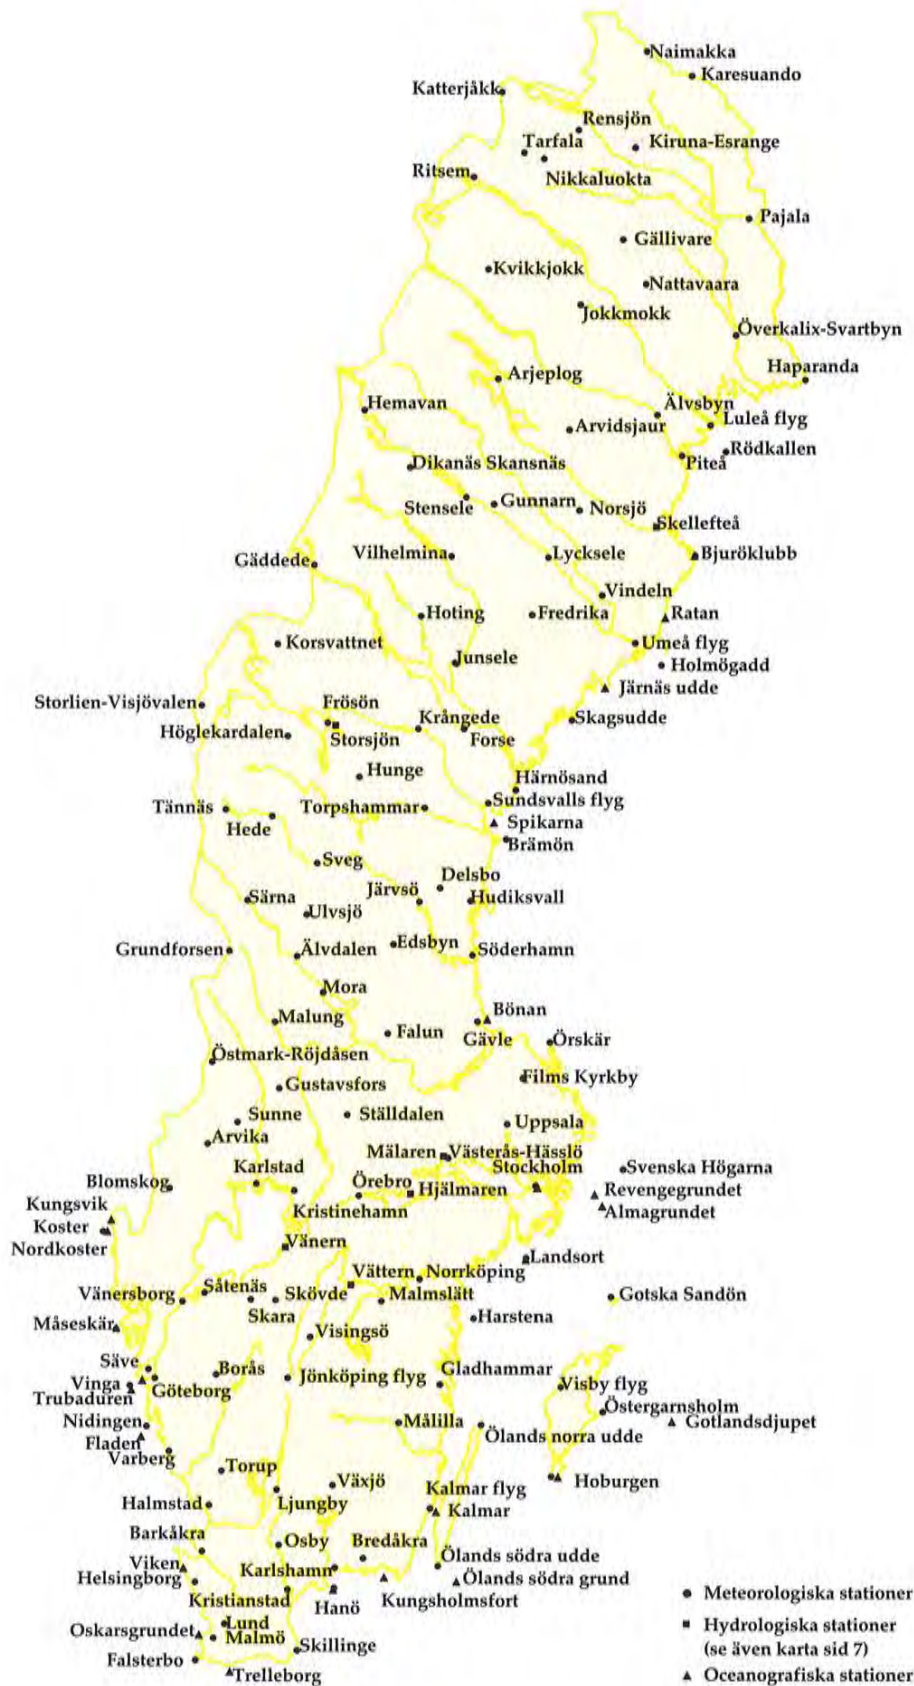 Naimakka
Karesuando
Katterjåkk
Rensjön
Tarfala
Kiruna-Esrange
Ritsem
Nikkaluokta
Pajala
Gällivare
Kvikkjokk
Nattavaara
Jokkmokk
Överkalix-Svartbyn
Haparanda
Arjeplog
Hemavan
Älvsbyn
Arvidsjaur
Luleå flyg
Rödkallen
Piteå
Dikanäs Skansnäs
Stensele
Gunnarn
Norsjö
Skellefteå
Gäddede
Vilhelmina
Lycksele
Bjuröklubb
Vindeln
Hoting
Fredrika
Ratan
Korsvattnet
Umeå flyg
Junsele
Holmögadd
Järnäs udde
Storlien-Visjövalen
Frösön
Krångede
Skagsudde
Höglekardalen
Storsjön
Forse
Hunge
Härnösand
Tännäs
Torpshammar
Sundsvalls flyg
Hede
Spikarna
Brämön
Sveg
Delsbo
Särna
Järvsö
Hudiksvall
Ulvsjö
Grundforsen
Älvdalen
Edsbyn
Söderhamn
Mora
Malung
Bönan
Falun
Gävle
Örskär
Östmark-Röjdåsen
Films Kyrkby
Gustavsfors
Sunne
Ställdalen
Uppsala
Arvika
Mälaren
Västerås-Hässlö
Karlstad
Stockholm
Svenska Högarna
Blomskog
Örebro
Hjälmaren
Revengegrundet
Kungsvik
Kristinehamn
Almagrundet
Koster
Nordkoster
Vänern
Landsort
Vättern
Norrköping
Såtenäs
Vänersborg
Skövde
Malmslätt
Gotska Sandön
Skara
Harstena
Måseskär
Visingsö
Säve
Borås
Jönköping flyg
Gladhammar
Vinga
Göteborg
Visby flyg
Trubaduren
Östergarnsholm
Nidingen
Målilla
Gotlandsdjupet
Fladen
Ölands norra udde
Varberg
Torup
Växjö
Hoburgen
Kalmar flyg
Halmstad
Ljungby
Kalmar
Barkåkra
Osby
Bredåkra
Viken
Ölands södra udde
Helsingborg
Karlshamn
Ölands södra grund
Kristianstad
Hanö
Kungsholmsfort
Meteorologiska stationer
Lund
Oskarsgrundet
Malmö
Hydrologiska stationer
(se även karta sid 7)
Skillinge
Falsterbo
Trelleborg
Oceanografiska stationer